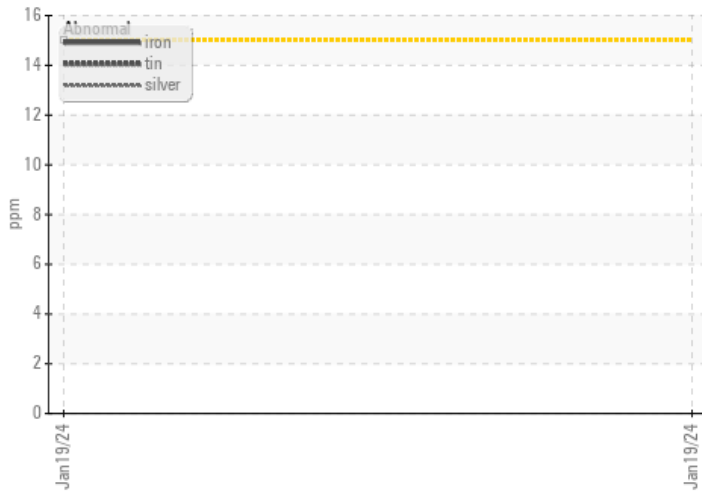 16
Abnormal
iron
tin
silver
14
12
10
8
6
4
2
0
ppm
Jan19/24
Jan19/24